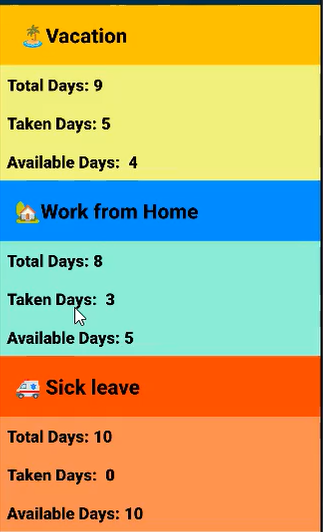 Vacation
Total Days: 9
Taken Days: 5
Available Days: 4
Work from Home
Total Days: 8
Taken Days: 3
Available Days: 5
Sick leave
Total Days: 10
Taken Days: 0
Available Days: 10